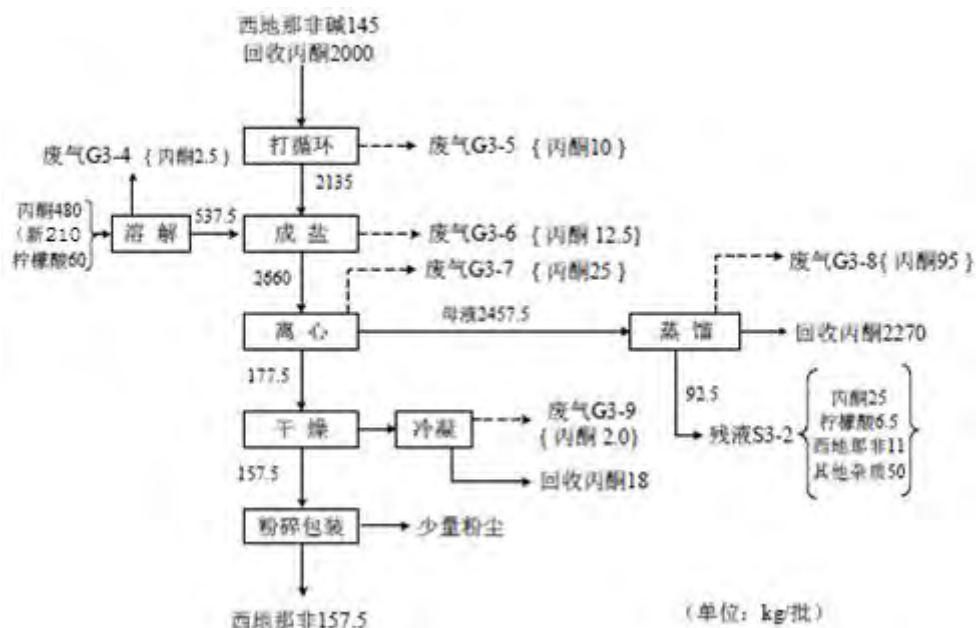 西地那非碱145
回收丙酮2000
打循环
废气G3-5 {丙酮10}
废气G3-4 {丙酮2.5}
2135
丙酮480
(新210
柠檬酸60
溶 解
537.5
成 盐
废气G3-6 {丙酮 12.5}
废气G3-7 {丙酮25}
废气G3-8{丙酮95}
2660
离 心
母液2457.5
蒸 馏
回收丙酮2270
177.5
92.5
干 燥
冷凝
废气G3-9
{丙酮 2.0}
残液S3-2
丙酮25
柠檬酸6.5
西地那非11
其他杂质50
157.5
回收丙酮18
粉碎包装
少量粉尘
西地那非157.5
(单位: kg/批)